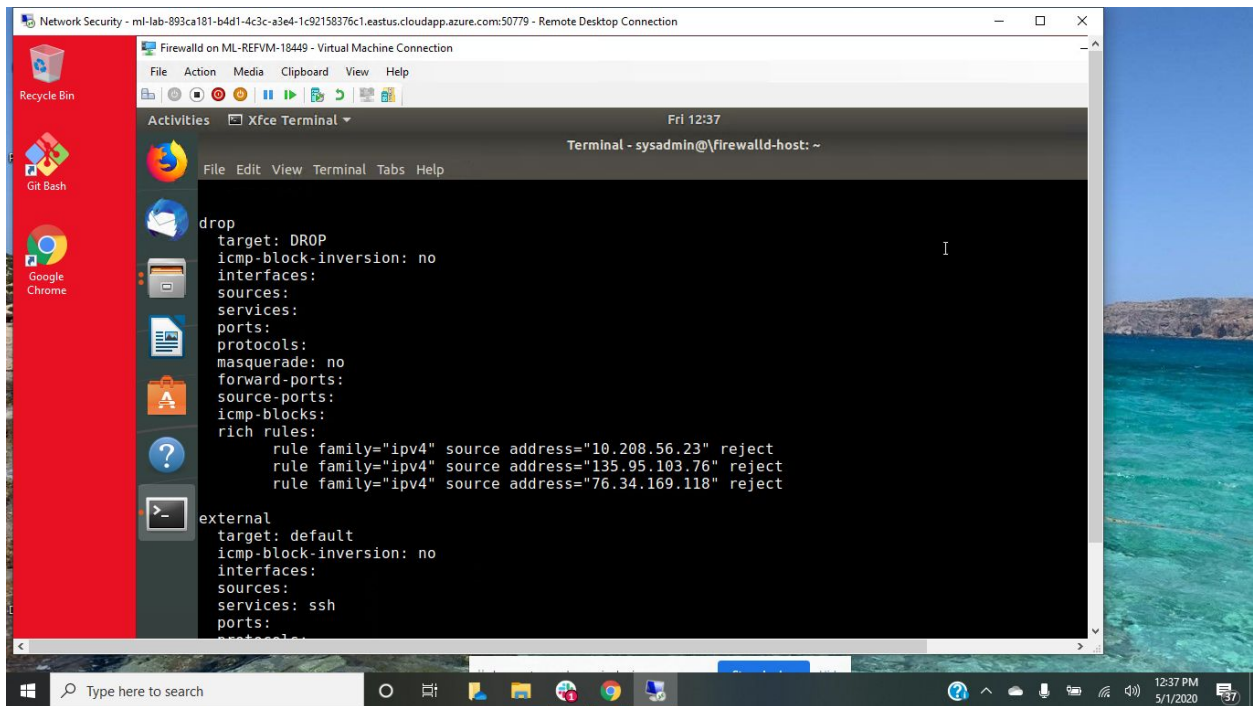 Network Security - ml-lab-893ca181-b4d1-4c3c-a3e4-1c92158376c1.eastus.cloudapp.azure.com:50779 - Remote Desktop Connection
Firewalld on ML-REFVM-18449 - Virtual Machine Connection
File Action Media Clipboard View Help
Recycle Bin
Activities Xfce Terminal Fri 12:37
Terminal - sysadmin@\firewalld-host: ~
File Edit View Terminal Tabs Help
Git Bash
Google
Chrome
drop
target: DROP
icmp-block-inversion: no
interfaces:
sources:
services:
ports:
protocols:
masquerade: no
forward-ports:
source-ports:
icmp-blocks:
rich rules:
rule family="ipv4" source address="10.208.56.23" reject
rule family="ipv4" source address="135.95.103.76" reject
rule family="ipv4" source address="76.34.169.118" reject
external
target: default
icmp-block-inversion: no
interfaces:
sources:
services: ssh
ports:
protocols:
Type here to search
12:37 PM
5/1/2020
37